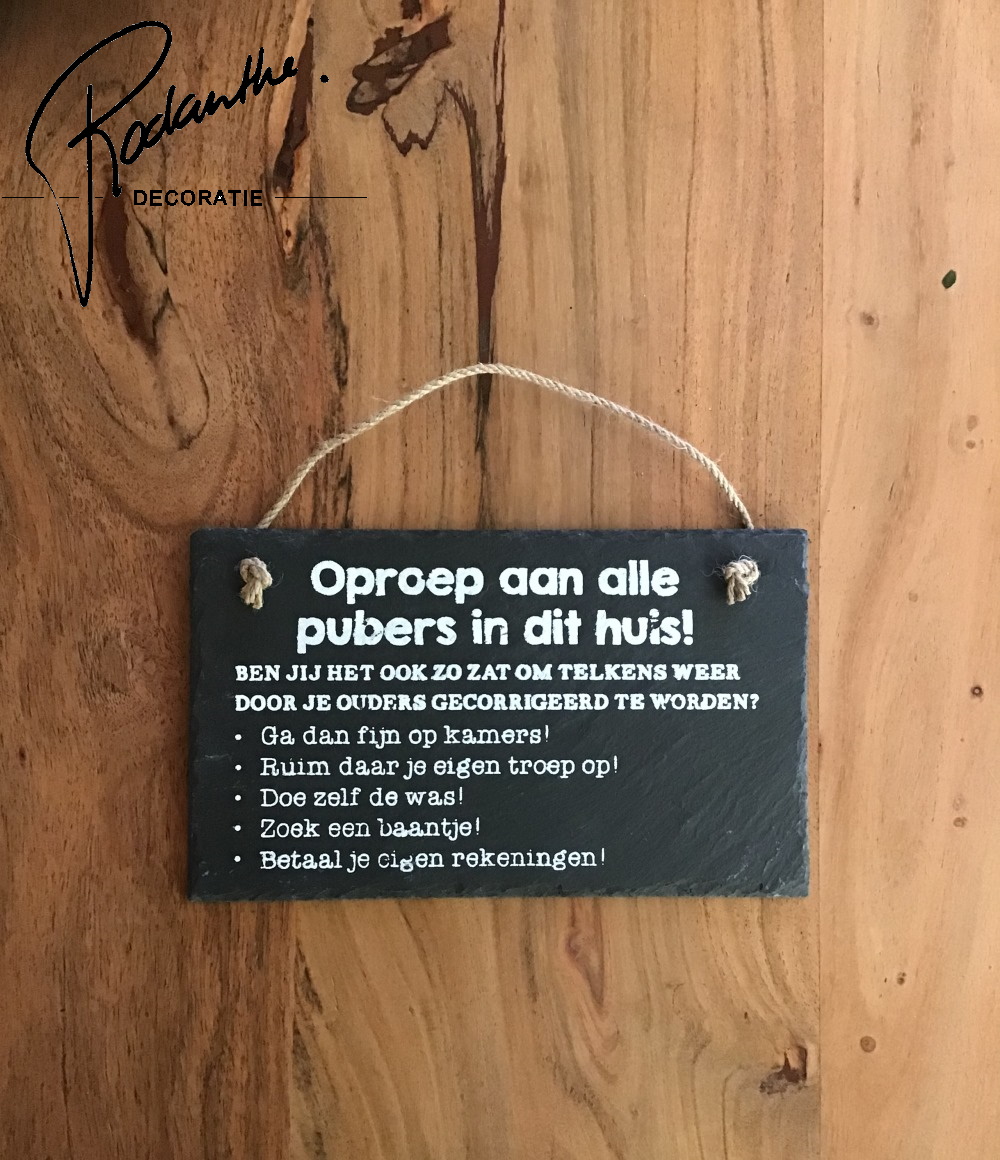 Rodanthe.
DECORATIE
Oproep aan alle
pubers in dit huis!
BEN JIJ HET OOK ZO ZAT OM TELKENS WEER
DOOR JE OUDERS GECORRIGEERD TE WORDEN?
• Ga dan fijn op kamers!
• Ruim daar je eigen troep op!
• Doe zelf de was!
• Zoek een baantje!
• Betaal je eigen rekeningen!